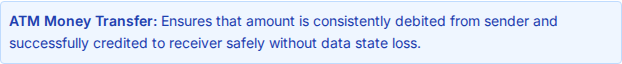 ATM Money Transfer: Ensures that amount is consistently debited from sender and
successfully credited to receiver safely without data state loss.